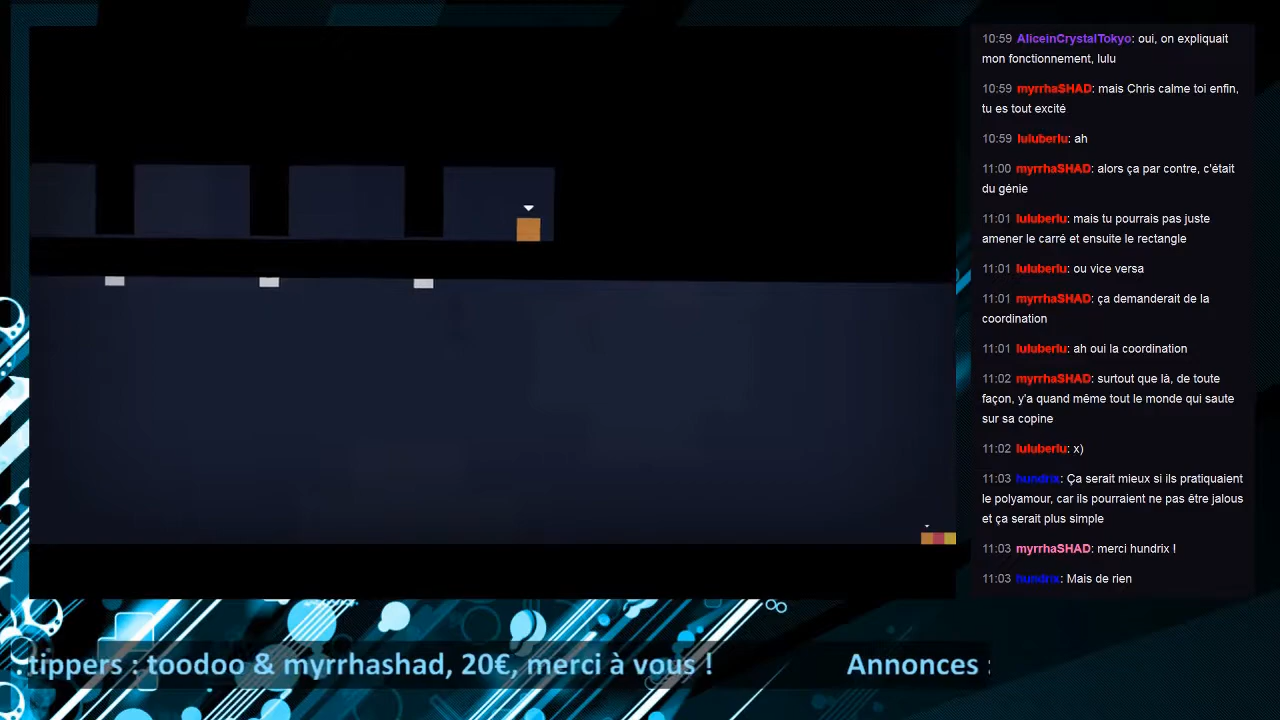 10:59 AliceinCrystalTokyo: oui, on expliquait
mon fonctionnement, lulu
10:59 myrrhaSHAD: mais Chris calme toi enfin,
tu es tout excité
10:59 luluberlu: ah
11:00 myrrhaSHAD: alors ça par contre, c'était
du génie
11:01 luluberlu: mais tu pourrais pas juste
amener le carré et ensuite le rectangle
11:01 luluberlu: ou vice versa
11:01 myrrhaSHAD: ça demanderait de la
coordination
11:01 luluberlu: ah oui la coordination
11:02 myrrhaSHAD: surtout que là, de toute
façon, y'a quand même tout le monde qui saute
sur sa copine
11:02 luluberlu: x)
11:03 hundrix: Ça serait mieux si ils pratiquaient
le polyamour, car ils pourraient ne pas être jalous
et ça serait plus simple
11:03 myrrhaSHAD: merci hundrix !
11:03 hundrix: Mais de rien
tippers : toodoo & myrrhashad, 20€, merci à vous ! Annonces :